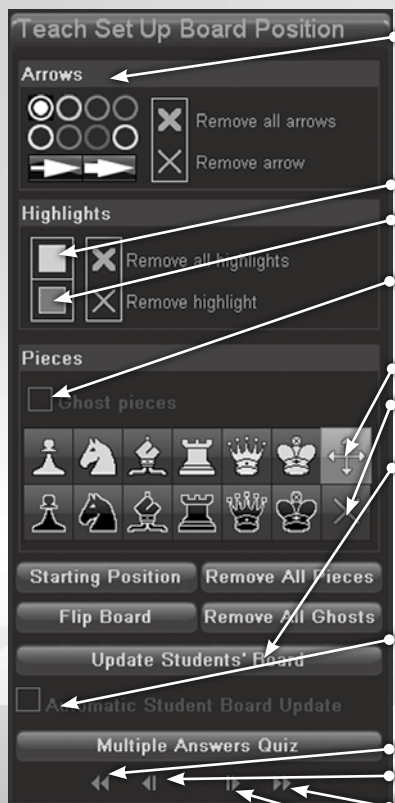 Teach Set Up Board Position
Arrows
Remove all arrows
Remove arrow
Highlights
Remove all highlights
Remove highlight
Pieces
Ghost pieces
Starting Position Remove All Pieces
Flip Board Remove All Ghosts
Update Students' Board
Automatic Student Board Update
Multiple Answers Quiz